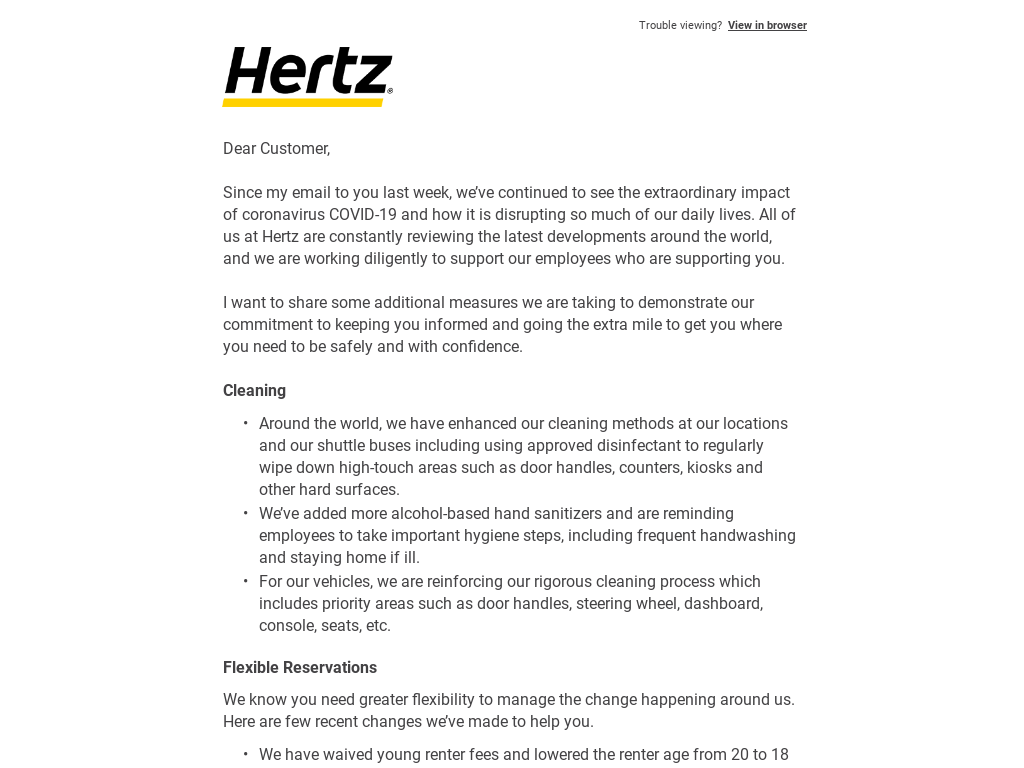 Trouble viewing? View in browser
Hertz®
Dear Customer,
Since my email to you last week, we’ve continued to see the extraordinary impact
of coronavirus COVID-19 and how it is disrupting so much of our daily lives. All of
us at Hertz are constantly reviewing the latest developments around the world,
and we are working diligently to support our employees who are supporting you.
I want to share some additional measures we are taking to demonstrate our
commitment to keeping you informed and going the extra mile to get you where
you need to be safely and with confidence.
Cleaning
• Around the world, we have enhanced our cleaning methods at our locations
and our shuttle buses including using approved disinfectant to regularly
wipe down high-touch areas such as door handles, counters, kiosks and
other hard surfaces.
• We’ve added more alcohol-based hand sanitizers and are reminding
employees to take important hygiene steps, including frequent handwashing
and staying home if ill.
• For our vehicles, we are reinforcing our rigorous cleaning process which
includes priority areas such as door handles, steering wheel, dashboard,
console, seats, etc.
Flexible Reservations
We know you need greater flexibility to manage the change happening around us.
Here are few recent changes we’ve made to help you.
• We have waived young renter fees and lowered the renter age from 20 to 18